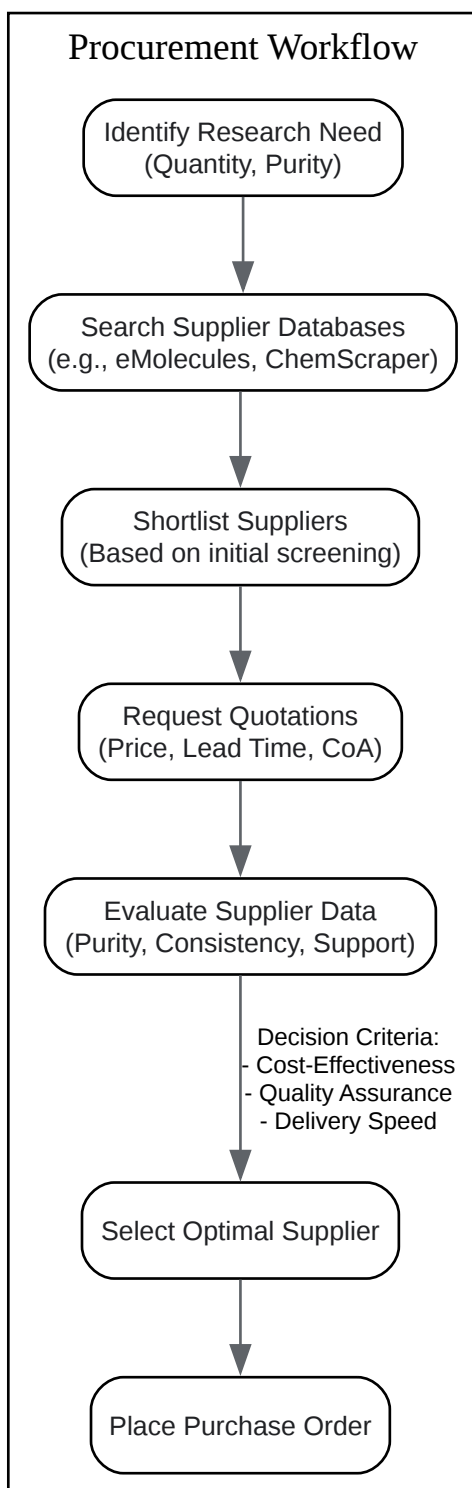 Procurement Workflow
Identify Research Need
(Quantity, Purity)
Search Supplier Databases
(e.g., eMolecules, ChemScraper)
Shortlist Suppliers
(Based on initial screening)
Request Quotations
(Price, Lead Time, CoA)
Evaluate Supplier Data
(Purity, Consistency, Support)
Decision Criteria:
- Cost-Effectiveness
- Quality Assurance
- Delivery Speed
Select Optimal Supplier
Place Purchase Order